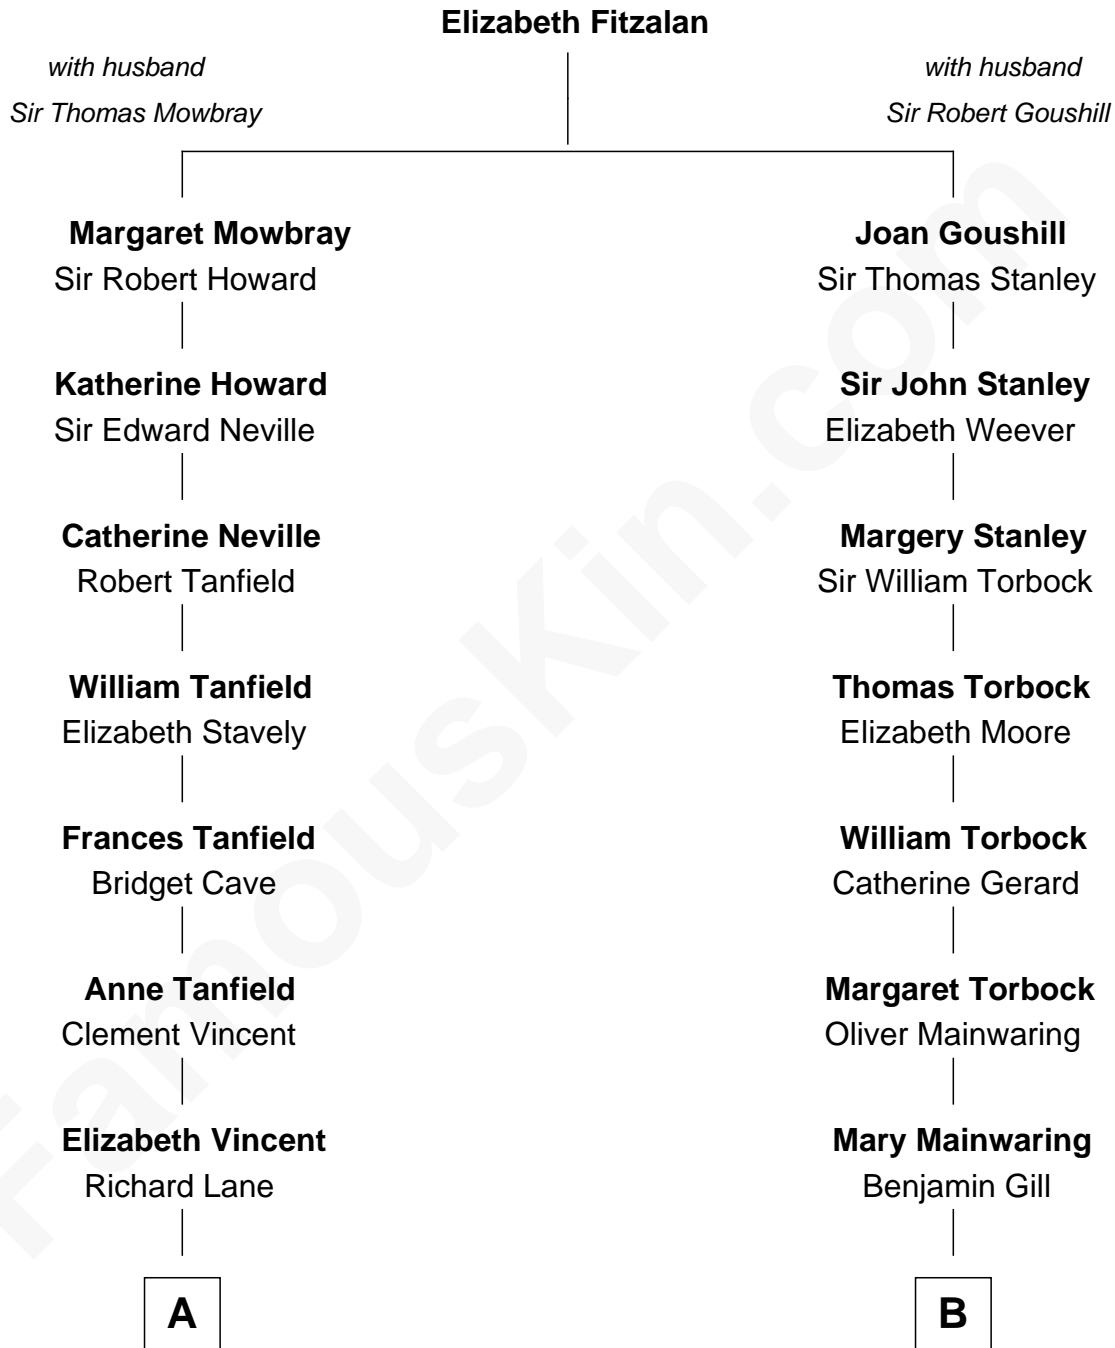 Elizabeth Fitzalan
with husband
Sir Thomas Mowbray
with husband
Sir Robert Goushill
Margaret Mowbray
Sir Robert Howard
Joan Goushill
Sir Thomas Stanley
Katherine Howard
Sir Edward Neville
Sir John Stanley
Elizabeth Weever
Catherine Neville
Robert Tanfield
Margery Stanley
Sir William Torbock
William Tanfield
Elizabeth Stavely
Thomas Torbock
Elizabeth Moore
Frances Tanfield
Bridget Cave
William Torbock
Catherine Gerard
Anne Tanfield
Clement Vincent
Margaret Torbock
Oliver Mainwaring
Elizabeth Vincent
Richard Lane
Mary Mainwaring
Benjamin Gill
A
B
FamousKin.com